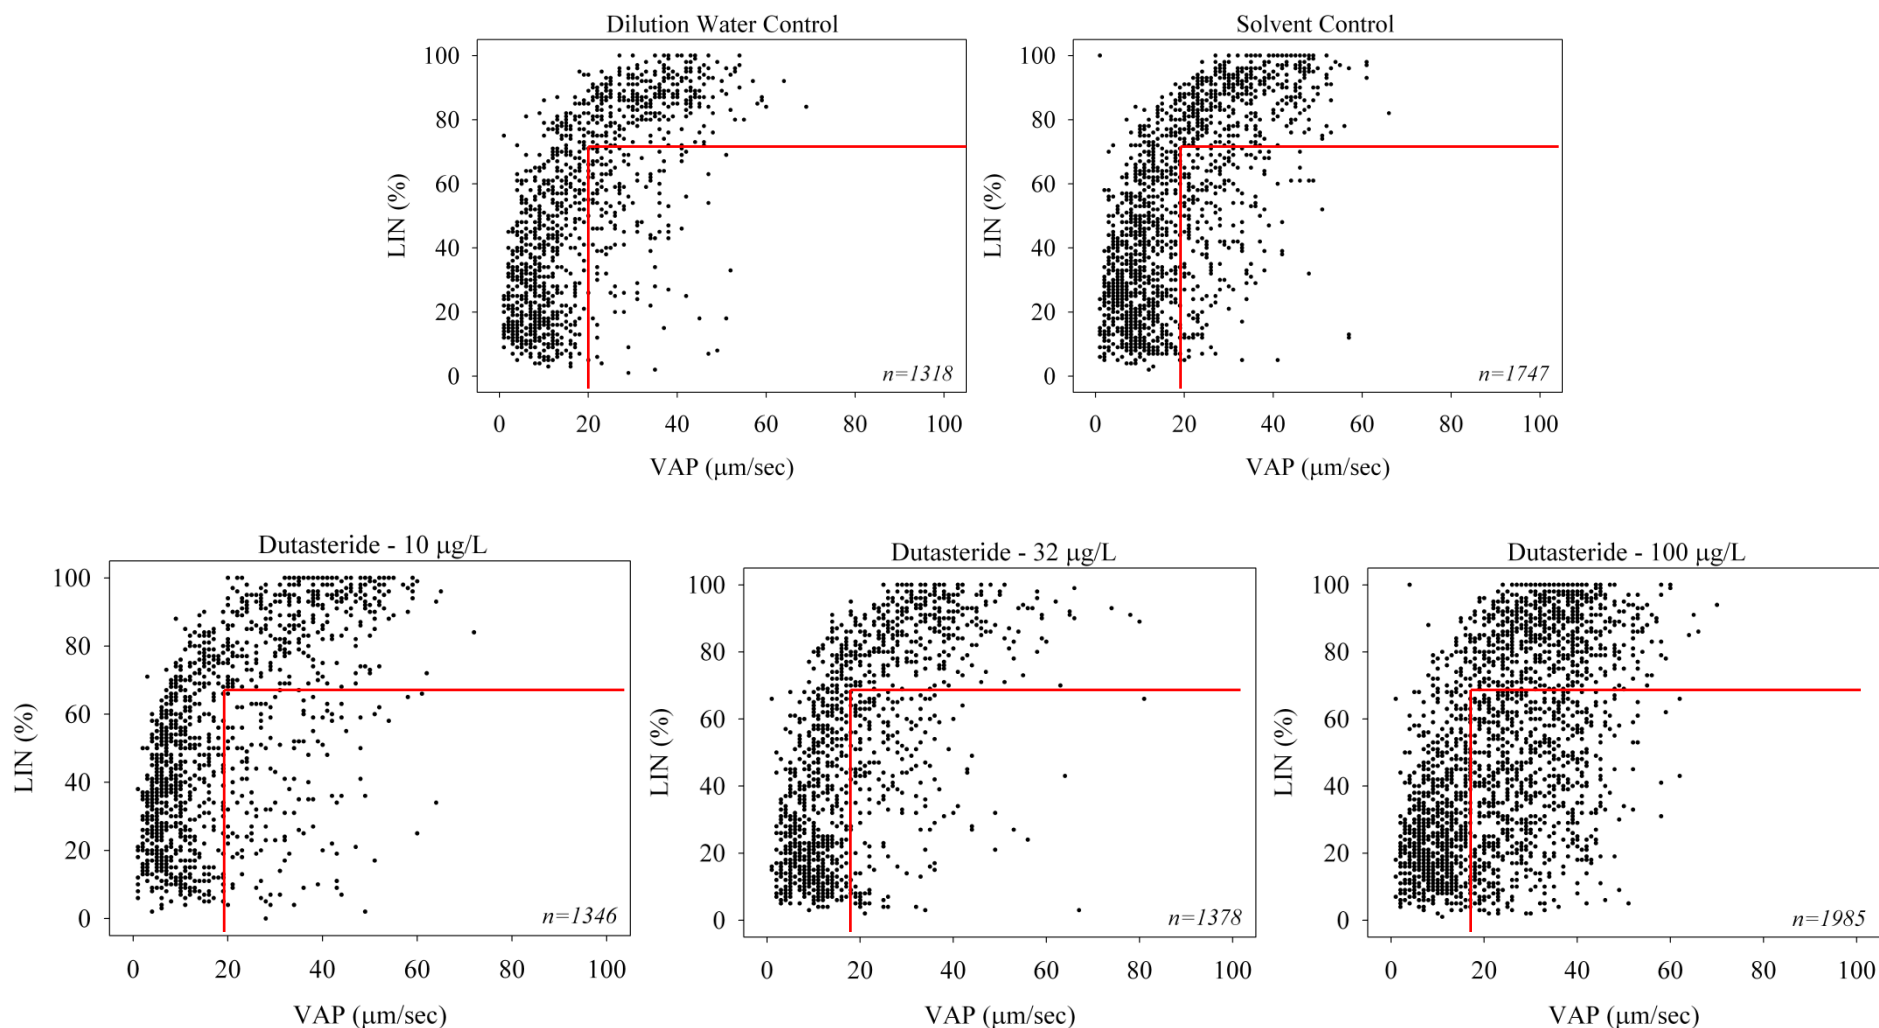 Dilution Water Control
Solvent Control
100
80
60
40
20
0
LIN (%)
n=1318
0 20 40 60 80 100
VAP (μm/sec)
100
80
60
40
20
0
LIN (%)
n=1747
0 20 40 60 80 100
VAP (μm/sec)
Dutasteride - 10 μg/L
100
80
60
40
20
0
LIN (%)
n=1346
0 20 40 60 80 100
VAP (μm/sec)
Dutasteride - 32 μg/L
100
80
60
40
20
0
LIN (%)
n=1378
0 20 40 60 80 100
VAP (μm/sec)
Dutasteride - 100 μg/L
100
80
60
40
20
0
LIN (%)
n=1985
0 20 40 60 80 100
VAP (μm/sec)